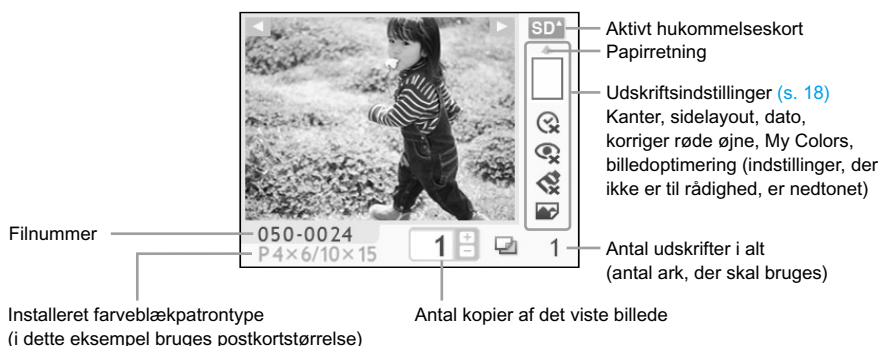 SD
Aktivt hukommelseskort
Papirretning
Udskriftsindstillinger (s. 18)
Kanter, sidelayout, dato,
korriger røde øjne, My Colors,
billedoptimering (indstillinger, der
ikke er til rådighed, er nedtonet)
Filnummer
050-0024
P 4×6/10×15
1
+
-
1
Antal udskrifter i alt
(antal ark, der skal bruges)
Installeret farveblækpatrontype
(i dette eksempel bruges postkortstørrelse)
Antal kopier af det viste billede